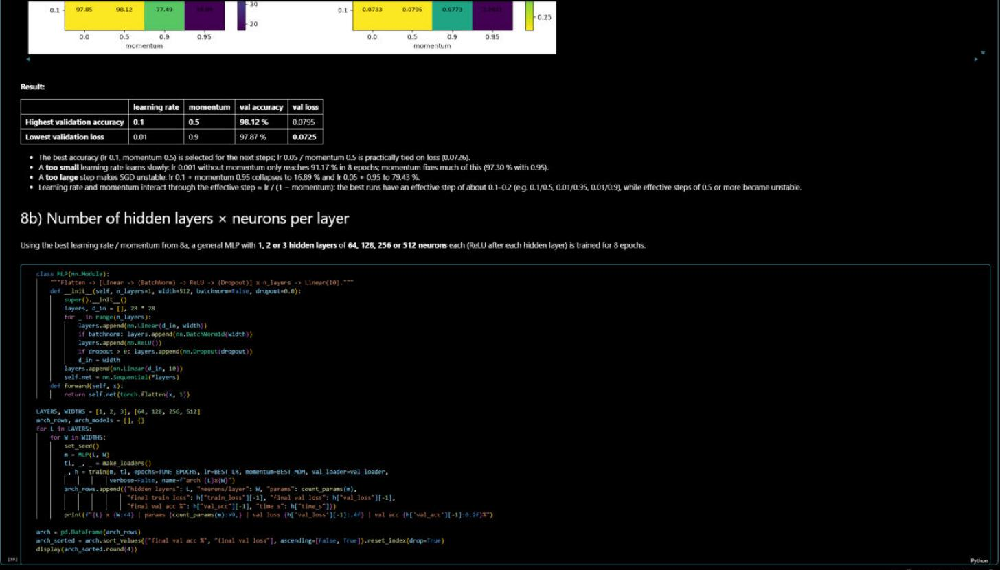 0.1 97.85 98.12 77.49 30 0.1 0.0733 0.0795 0.9773 0.25
20
0.0 0.5 0.9 0.95 0.0 0.5 0.9 0.95
momentum momentum
Result:
learning rate momentum val accuracy val loss
Highest validation accuracy 0.1 0.5 98.12 % 0.0795
Lowest validation loss 0.01 0.9 97.87 % 0.0725
• The best accuracy (lr 0.1, momentum 0.5) is selected for the next steps; lr 0.05 / momentum 0.5 is practically tied on loss (0.0726).
• A too small learning rate learns slowly: lr 0.001 without momentum only reaches 91.17 % in 8 epochs; momentum fixes much of this (97.30 % with 0.95).
• A too large step makes SGD unstable: lr 0.1 + momentum 0.95 collapses to 16.89 % and lr 0.05 + 0.95 to 79.43 %.
• Learning rate and momentum interact through the effective step = lr / (1 − momentum): the best runs have an effective step of about 0.1–0.2 (e.g. 0.1/0.5, 0.01/0.95, 0.01/0.9), while effective steps of 0.5 or more became unstable.
8b) Number of hidden layers × neurons per layer
Using the best learning rate / momentum from 8a, a general MLP with 1, 2 or 3 hidden layers of 64, 128, 256 or 512 neurons each (ReLU after each hidden layer) is trained for 8 epochs.
class MLP(nn.Module):
"""Flatten -> [Linear -> (BatchNorm) -> ReLU -> (Dropout)] x n_layers -> Linear(10)."""
def __init__(self, n_layers=1, width=512, batchnorm=False, dropout=0.0):
super().__init__()
layers, d_in = [], 28 * 28
for _ in range(n_layers):
layers.append(nn.Linear(d_in, width))
if batchnorm: layers.append(nn.BatchNorm1d(width))
layers.append(nn.ReLU())
if dropout > 0: layers.append(nn.Dropout(dropout))
d_in = width
layers.append(nn.Linear(d_in, 10))
self.net = nn.Sequential(*layers)
def forward(self, x):
return self.net(torch.flatten(x, 1))
LAYERS, WIDTHS = [1, 2, 3], [64, 128, 256, 512]
arch_rows, arch_models = [], {}
for L in LAYERS:
for W in WIDTHS:
set_seed()
m = MLP(L, W)
tl, _, _ = make_loaders()
_, h = train(m, tl, epochs=TUNE_EPOCHS, lr=BEST_LR, momentum=BEST_MOM, val_loader=val_loader,
verbose=False, name=f"arch {L}x{W}")
arch_rows.append({"hidden layers": L, "neurons/layer": W, "params": count_params(m),
"final train loss": h["train_loss"][-1], "final val loss": h["val_loss"][-1],
"final val acc %": h["val_acc"][-1], "time s": h["time_s"]})
print(f"{L} x {W:<4} | params {count_params(m):>9,} | val loss {h['val_loss'][-1]:.4f} | val acc {h['val_acc'][-1]:6.2f}%")
arch = pd.DataFrame(arch_rows)
arch_sorted = arch.sort_values(["final val acc %", "final val loss"], ascending=[False, True]).reset_index(drop=True)
display(arch_sorted.round(4))
Python